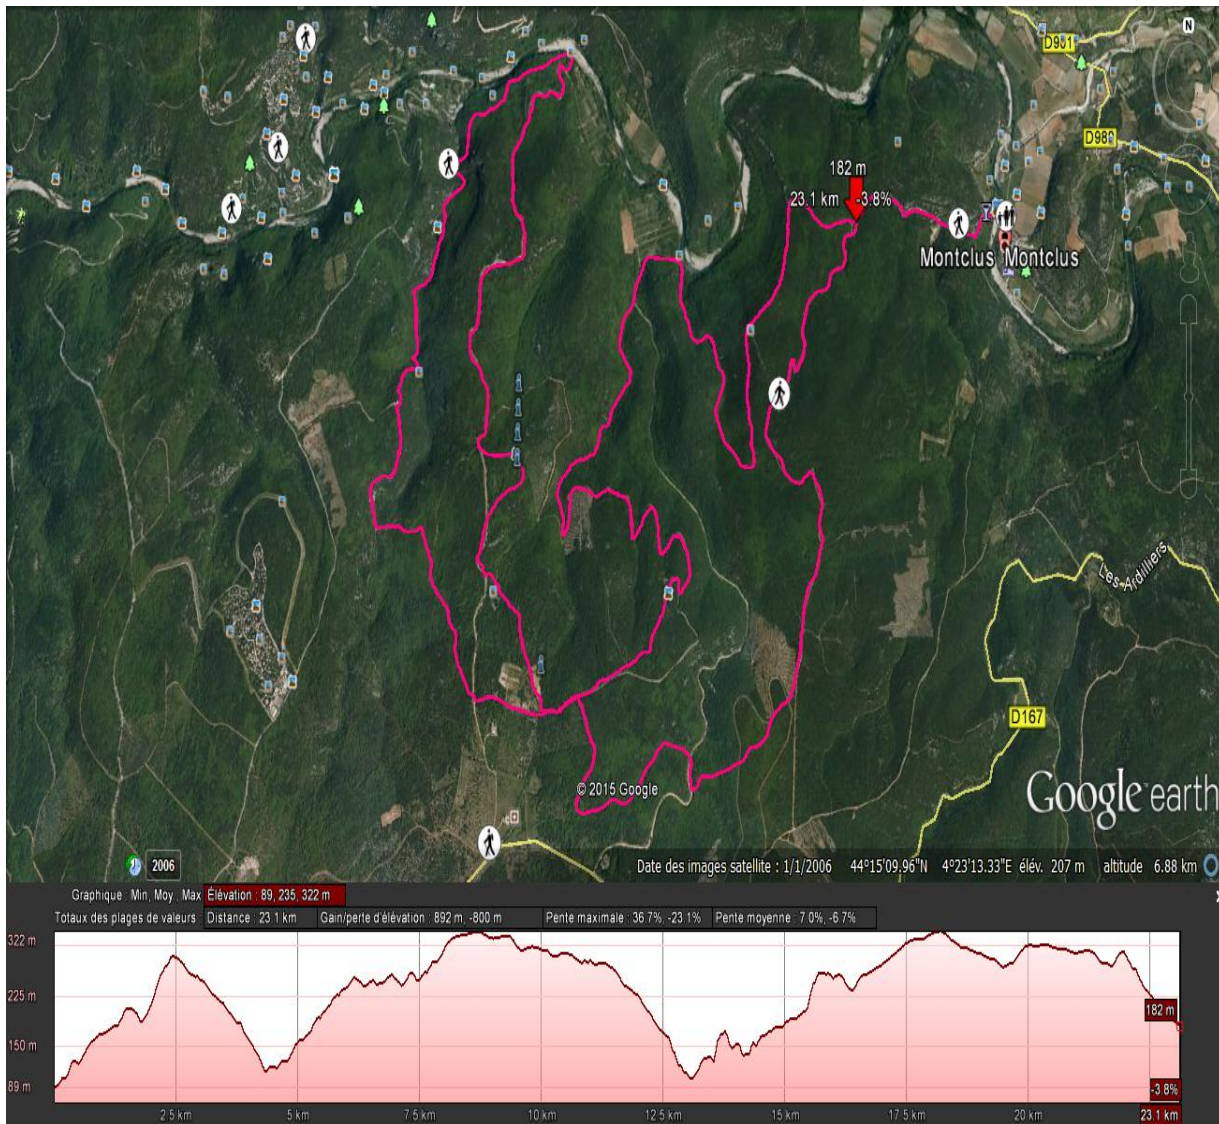 N
D901
D980
182 m
23.1 km -3.8%
Montclus Montclus
Les Ardilliers
D167
© 2015 Google
Google earth
2006
Date des images satellite : 1/1/2006 44°15'09.96"N 4°23'13.33"E élév. 207 m altitude 6.88 km
Graphique : Min, Moy, Max Élévation : 89, 235, 322 m
Totaux des plages de valeurs : Distance : 23.1 km Gain/perte d'élévation : 892 m, -800 m Pente maximale : 36.7%, -23.1% Pente moyenne : 7.0%, -6.7%
322 m
225 m
182 m
150 m
89 m
-3.8%
2.5 km 5 km 7.5 km 10 km 12.5 km 15 km 17.5 km 20 km 23.1 km